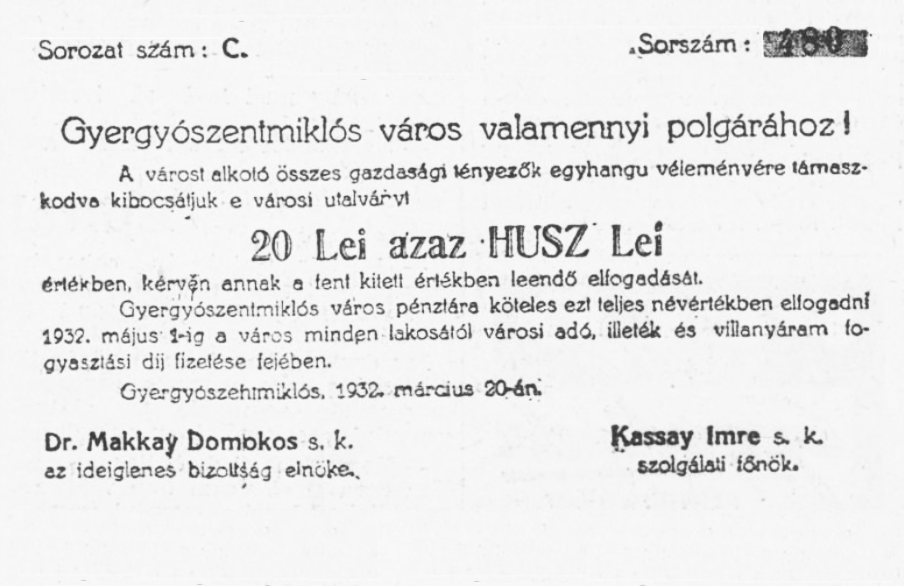 Sorozat szám: C. Sorszám: 480
Gyergyószentmiklós város valamennyi polgárához!
A várost alkotó összes gazdasági tényezők egyhangu véleményére támasz-
kodva kibocsátjuk e városi utalványt
20 Lei azaz HUSZ Lei
értékben, kérvén annak a fent kitett értékben leendő elfogadását.
Gyergyószentmiklós város pénztára köteles ezt teljes névértékben elfogadni
1932. május 1-ig a város minden lakosától városi adó, illeték és villanyáram fo-
gyasztási dij fizetése fejében.
Gyergyószentmiklós, 1932. március 20-án.
Dr. Makkay Domokos s. k. Kassay Imre s. k.
az ideiglenes bizottság elnöke. szolgálati főnök.